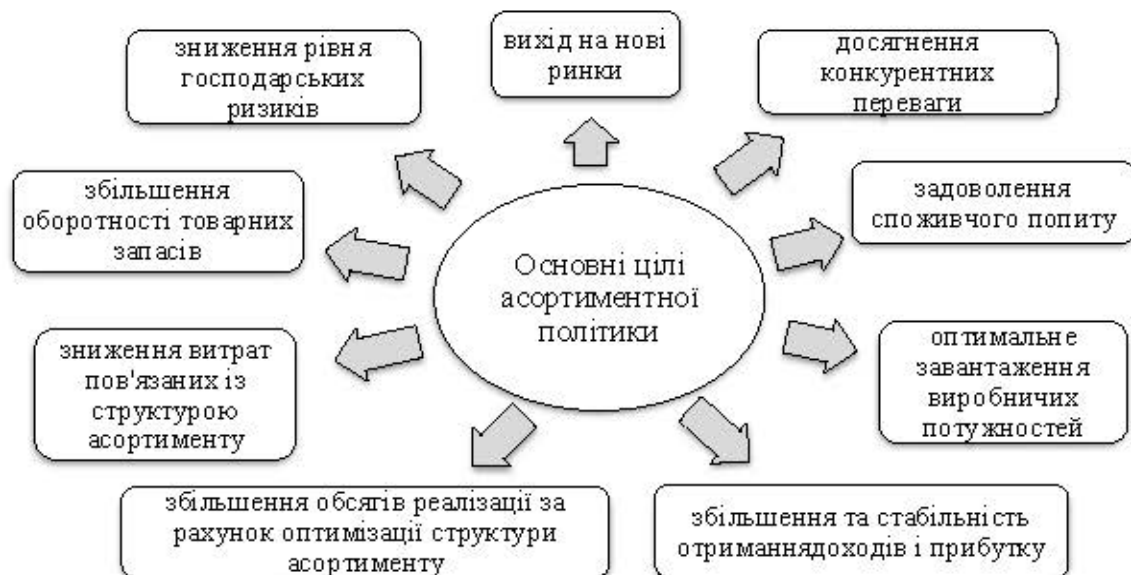 зниження рівня
господарських
ризиків
вихід на нові
ринки
досягнення
конкурентних
переваги
збільшення
оборотності товарних
запасів
задоволення
споживчого попиту
Основні цілі
асортиментної
політики
зниження витрат
пов'язаних із
структурою
асортименту
оптимальне
завантаження
виробничих
потужностей
збільшення обсягів реалізації за
рахунок оптимізації структури
асортименту
збільшення та стабільність
отриманнядоходів і прибутку